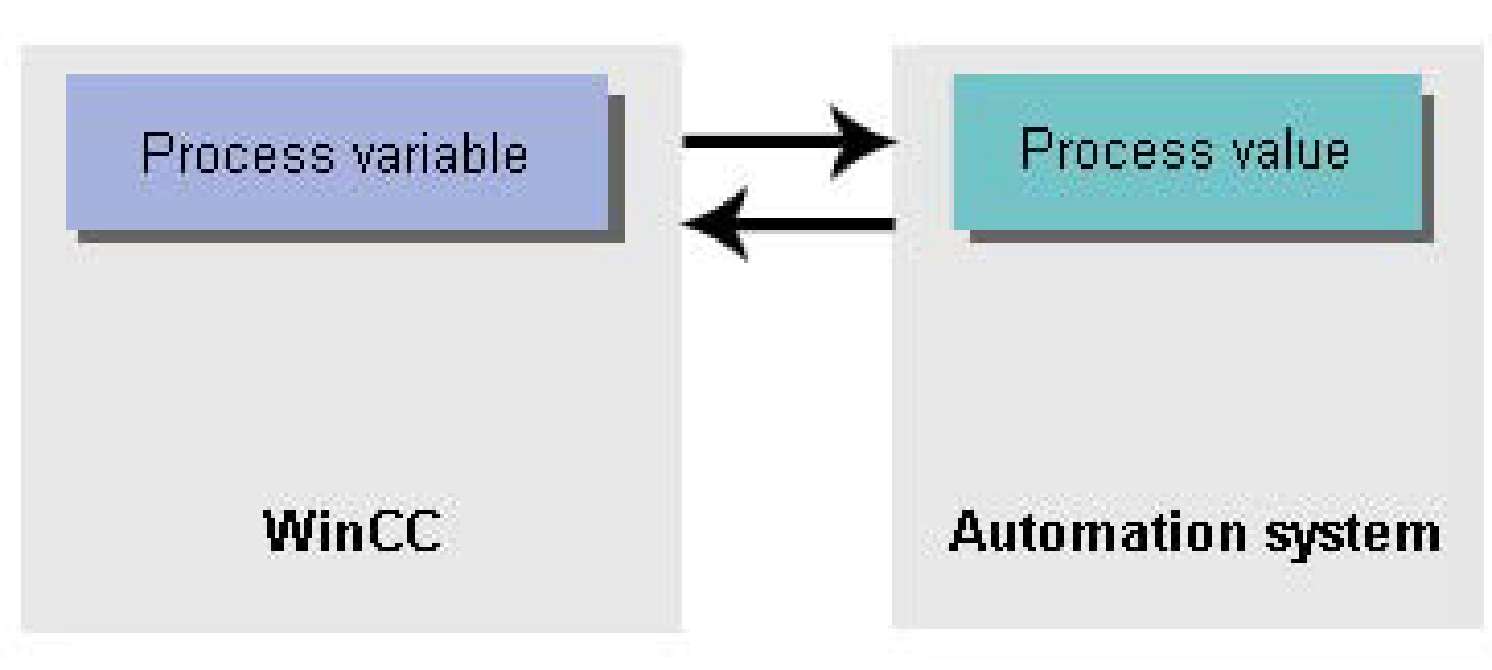 Process variable
Process value
WinCC
Automation system